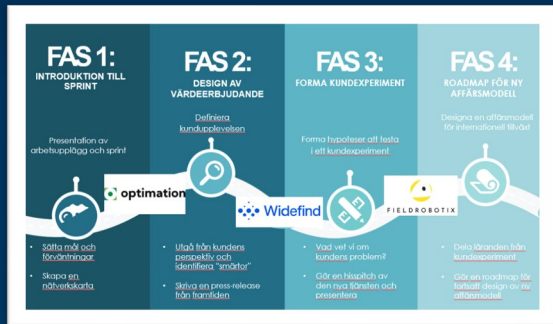 FAS 1:
INTRODUKTION TILL
SPRINT
Presentation av
arbetsupplägg och sprint
• Sätta mål och
förväntningar
• Skapa en
nätverkskarta
FAS 2:
DESIGN AV
VÄRDEERBJUDANDE
Definiera
kundupplevelsen
optimation
• Utgå från kundens
perspektiv och
identifiera "smärtor"
• Skriva en press-release
från framtiden
FAS 3:
FORMA KUNDEXPERIMENT
Forma hypoteser att testa
i ett kundexperiment
Widefind
• Vad vet vi om
kundens problem?
• Gör en hisspitch av
den nya tjänsten och
presentera
FAS 4:
ROADMAP FÖR NY
AFFÄRSMODELL
Designa en affärsmodell
för internationell tillväxt
FIELDROBOTIX
• Dela lärdomen från
kundexperiment
• Gör en roadmap för
fortsatt design av ny
affärsmodell